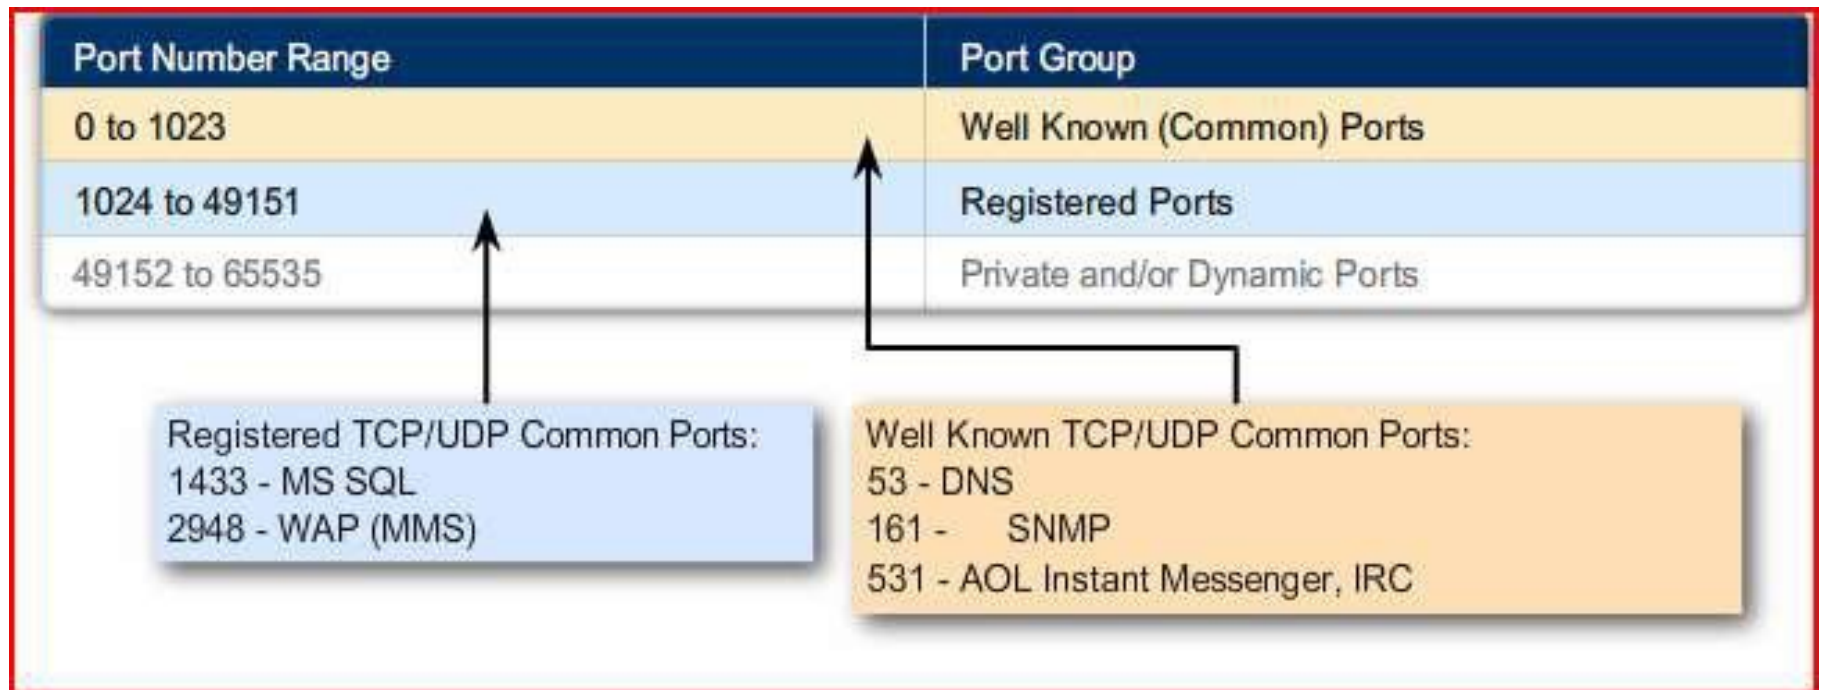 Port Number Range Port Group
0 to 1023 Well Known (Common) Ports
1024 to 49151 Registered Ports
49152 to 65535 Private and/or Dynamic Ports
Registered TCP/UDP Common Ports:
1433 - MS SQL
2948 - WAP (MMS)
Well Known TCP/UDP Common Ports:
53 - DNS
161 - SNMP
531 - AOL Instant Messenger, IRC